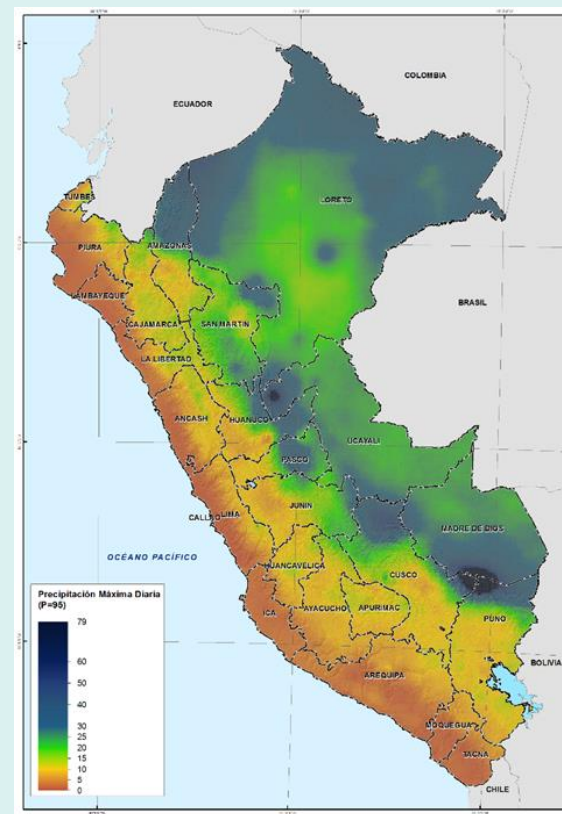 COLOMBIA
ECUADOR
LORETO
TUMBES
PIURA
AMAZONAS
LAMBAYEQUE
BRASIL
CAJAMARCA
SAN MARTIN
LA LIBERTAD
ANCASH
HUANUCO
UCAYALI
PASCO
JUNIN
CALLAO
LIMA
MADRE DE DIOS
OCÉANO PACÍFICO
HUANCAVELICA
CUSCO
ICA
AYACUCHO
APURIMAC
PUNO
BOLIVIA
AREQUIPA
MOQUEGUA
TACNA
CHILE
Precipitación Máxima Diaria
(P=95)
79
60
50
40
30
25
20
15
10
5
0